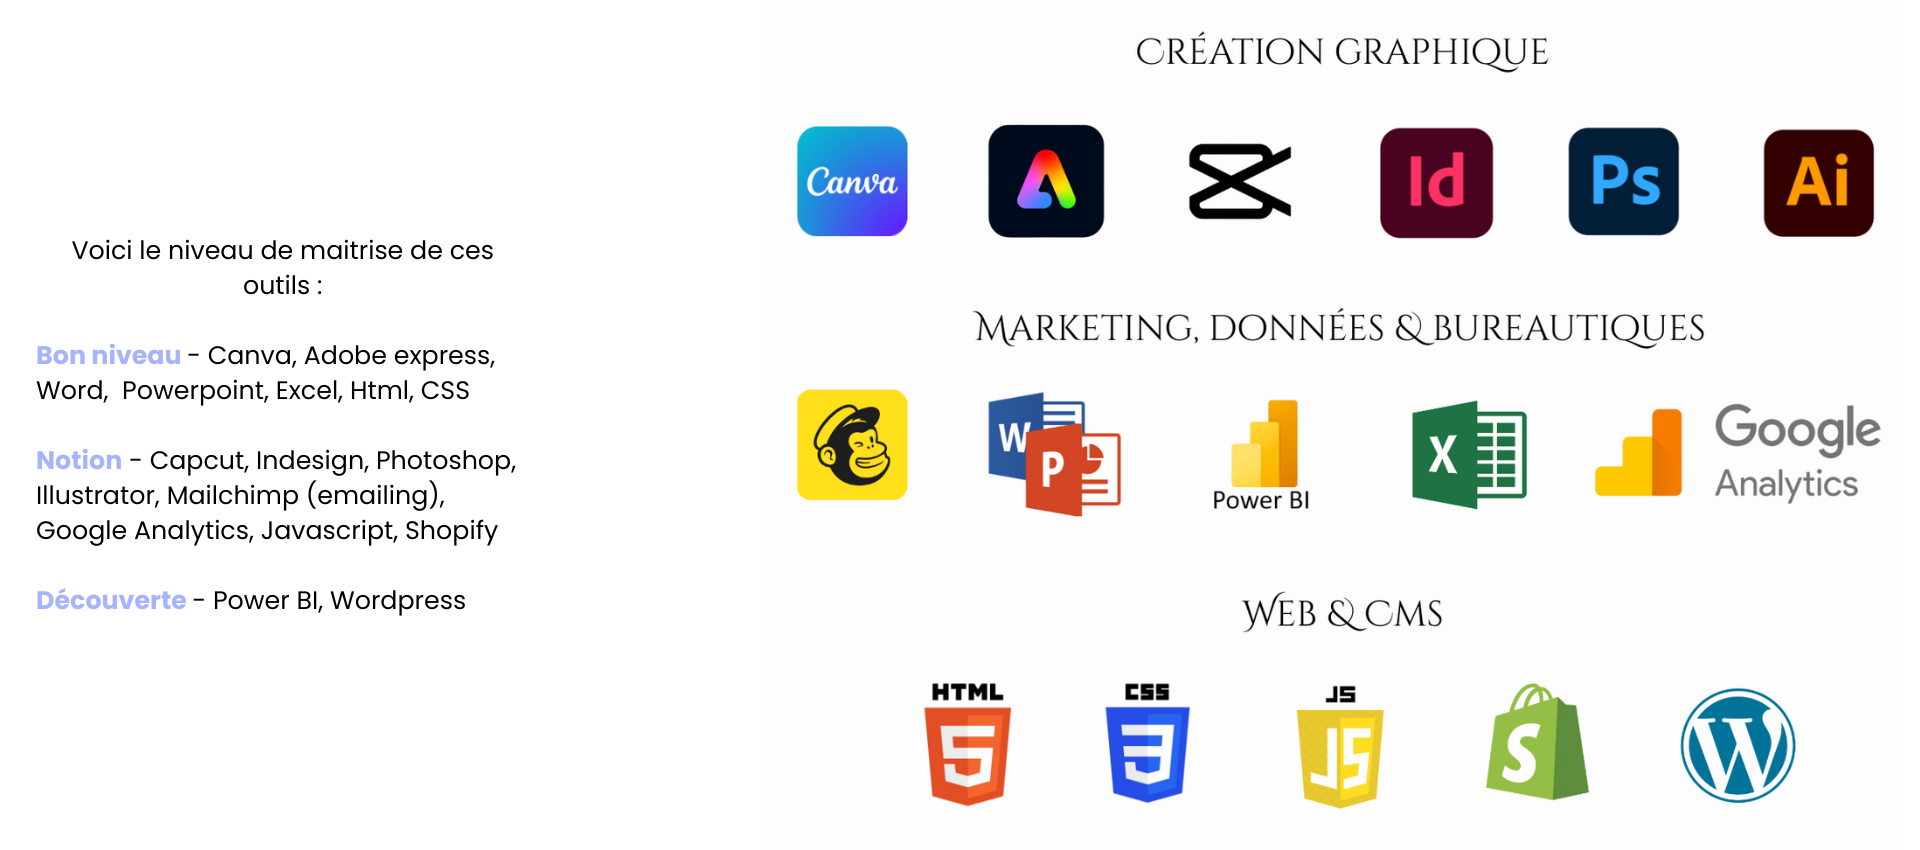 Voici le niveau de maitrise de ces
outils :
Bon niveau - Canva, Adobe express,
Word, Powerpoint, Excel, Html, CSS
Notion - Capcut, Indesign, Photoshop,
Illustrator, Mailchimp (emailing),
Google Analytics, Javascript, Shopify
Découverte - Power BI, Wordpress
CRÉATION GRAPHIQUE
Canva
Id
Ps
Ai
MARKETING, DONNÉES & BUREAUTIQUES
W
P
Power BI
X
Google
Analytics
WEB & CMS
HTML
5
CSS
3
JS
JS
S
W